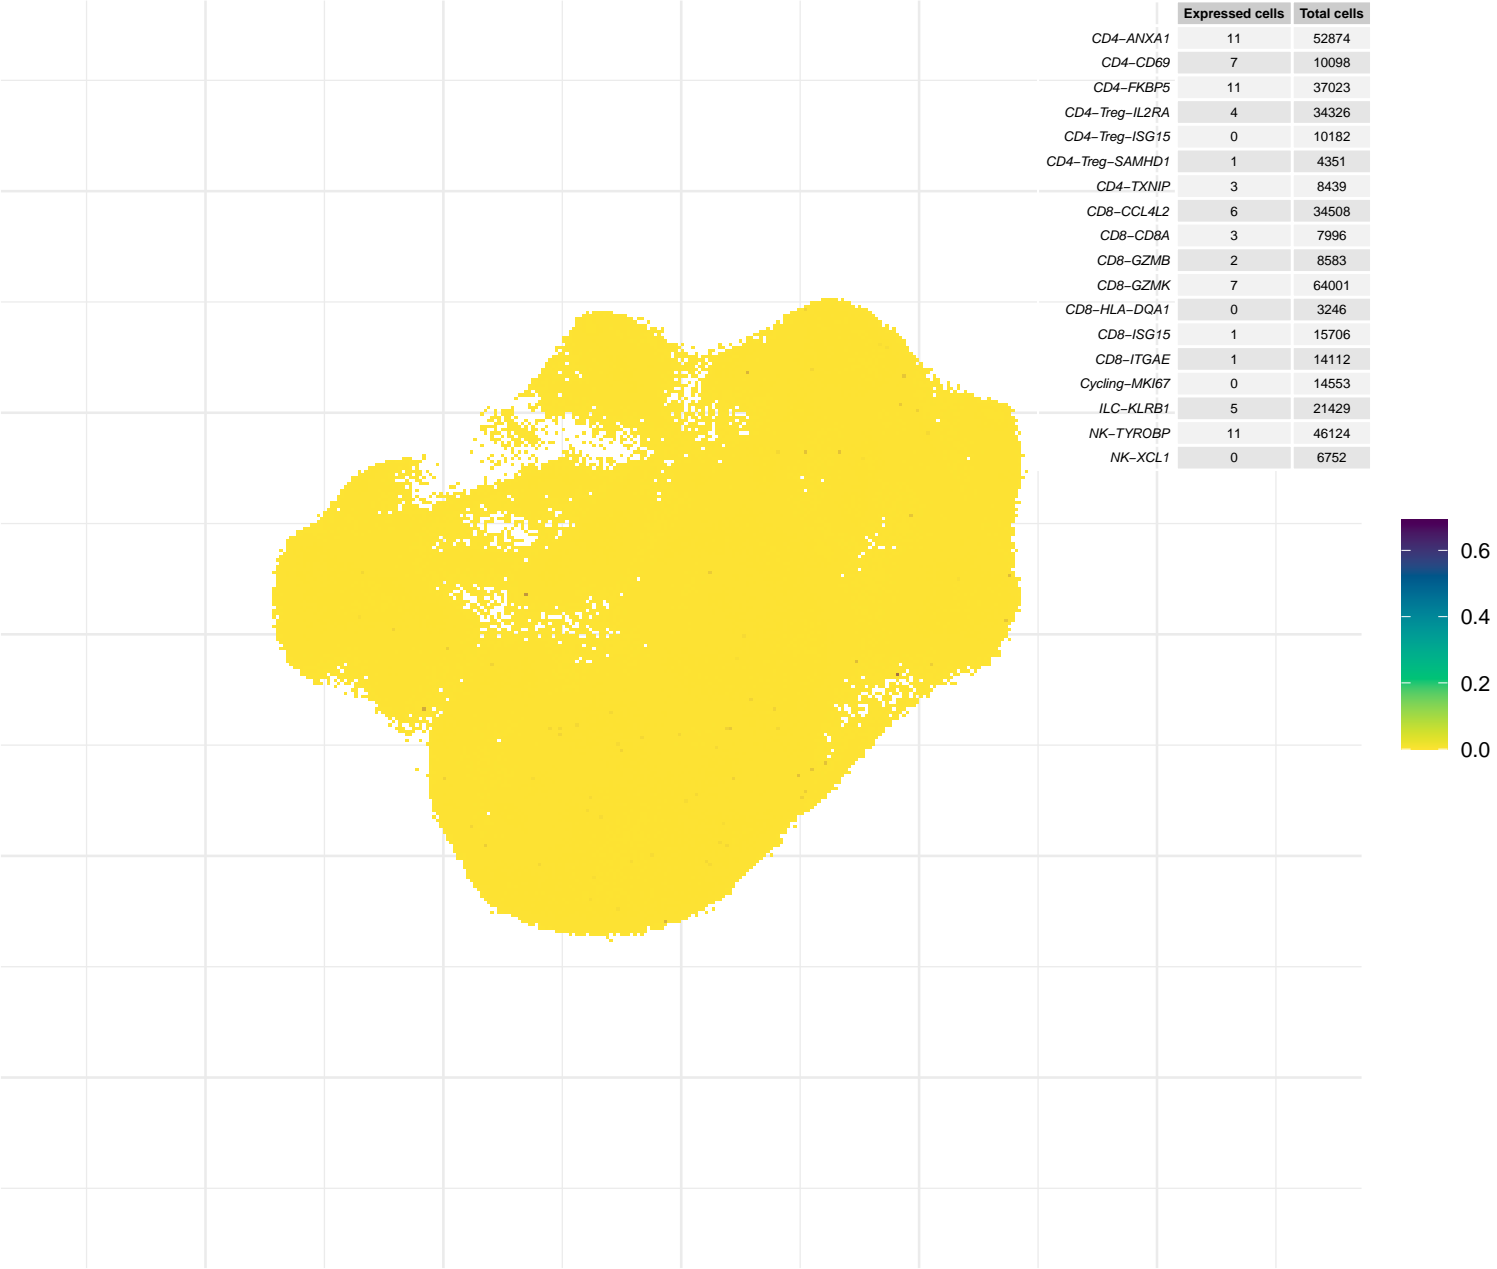 Expressed cells Total cells
CD4−ANXA1 11 52874
CD4−CD69 7 10098
CD4−FKBP5 11 37023
CD4−Treg−IL2RA 4 34326
CD4−Treg−ISG15 0 10182
CD4−Treg−SAMHD1 1 4351
CD4−TXNIP 3 8439
CD8−CCL4L2 6 34508
CD8−CD8A 3 7996
CD8−GZMB 2 8583
CD8−GZMK 7 64001
CD8−HLA−DQA1 0 3246
CD8−ISG15 1 15706
CD8−ITGAE 1 14112
Cycling−MKI67 0 14553
ILC−KLRB1 5 21429
NK−TYROBP 11 46124
NK−XCL1 0 6752
0.6
0.4
0.2
0.0